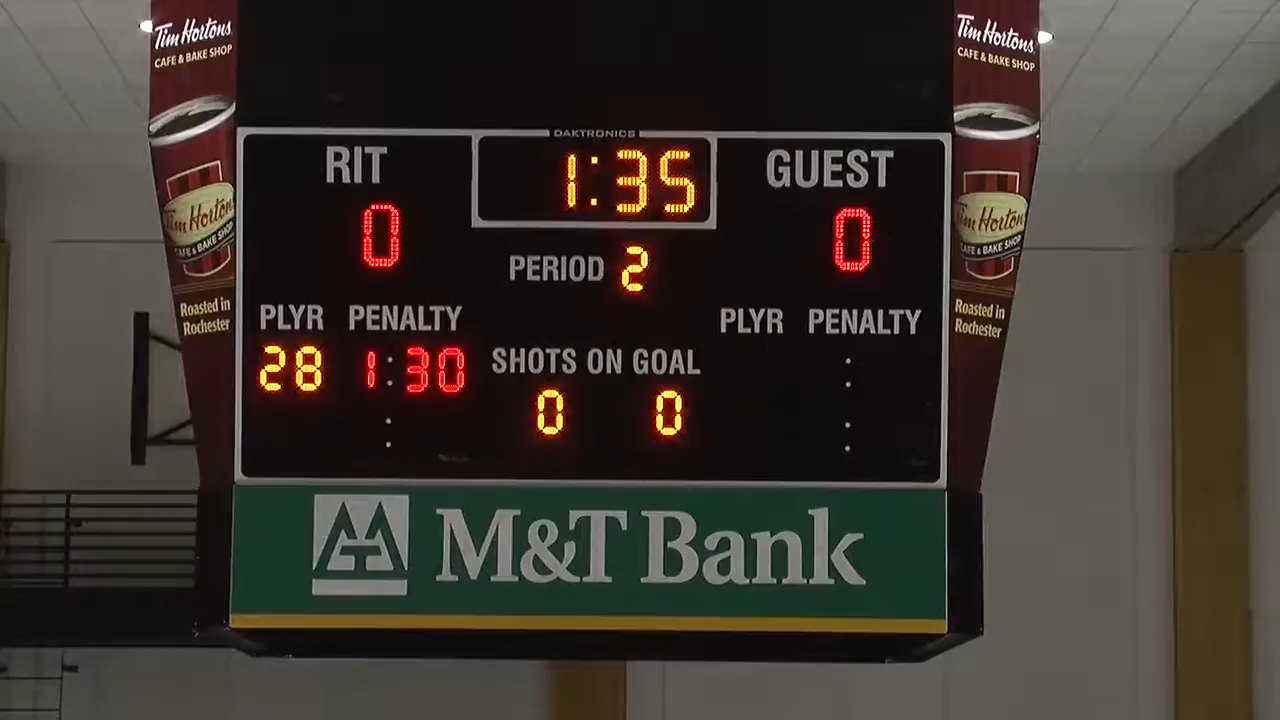 Tim Hortons
CAFE & BAKE SHOP
Tim Hortons
CAFE & BAKE SHOP
Roasted in
Rochester
DAKTRONICS
RIT
1:35
GUEST
0
0
PERIOD 2
PLYR PENALTY
PLYR PENALTY
28 1:30
:
SHOTS ON GOAL
0 0
:
:
M&T Bank
Tim Hortons
CAFE & BAKE SHOP
Tim Hortons
CAFE & BAKE SHOP
Roasted in
Rochester